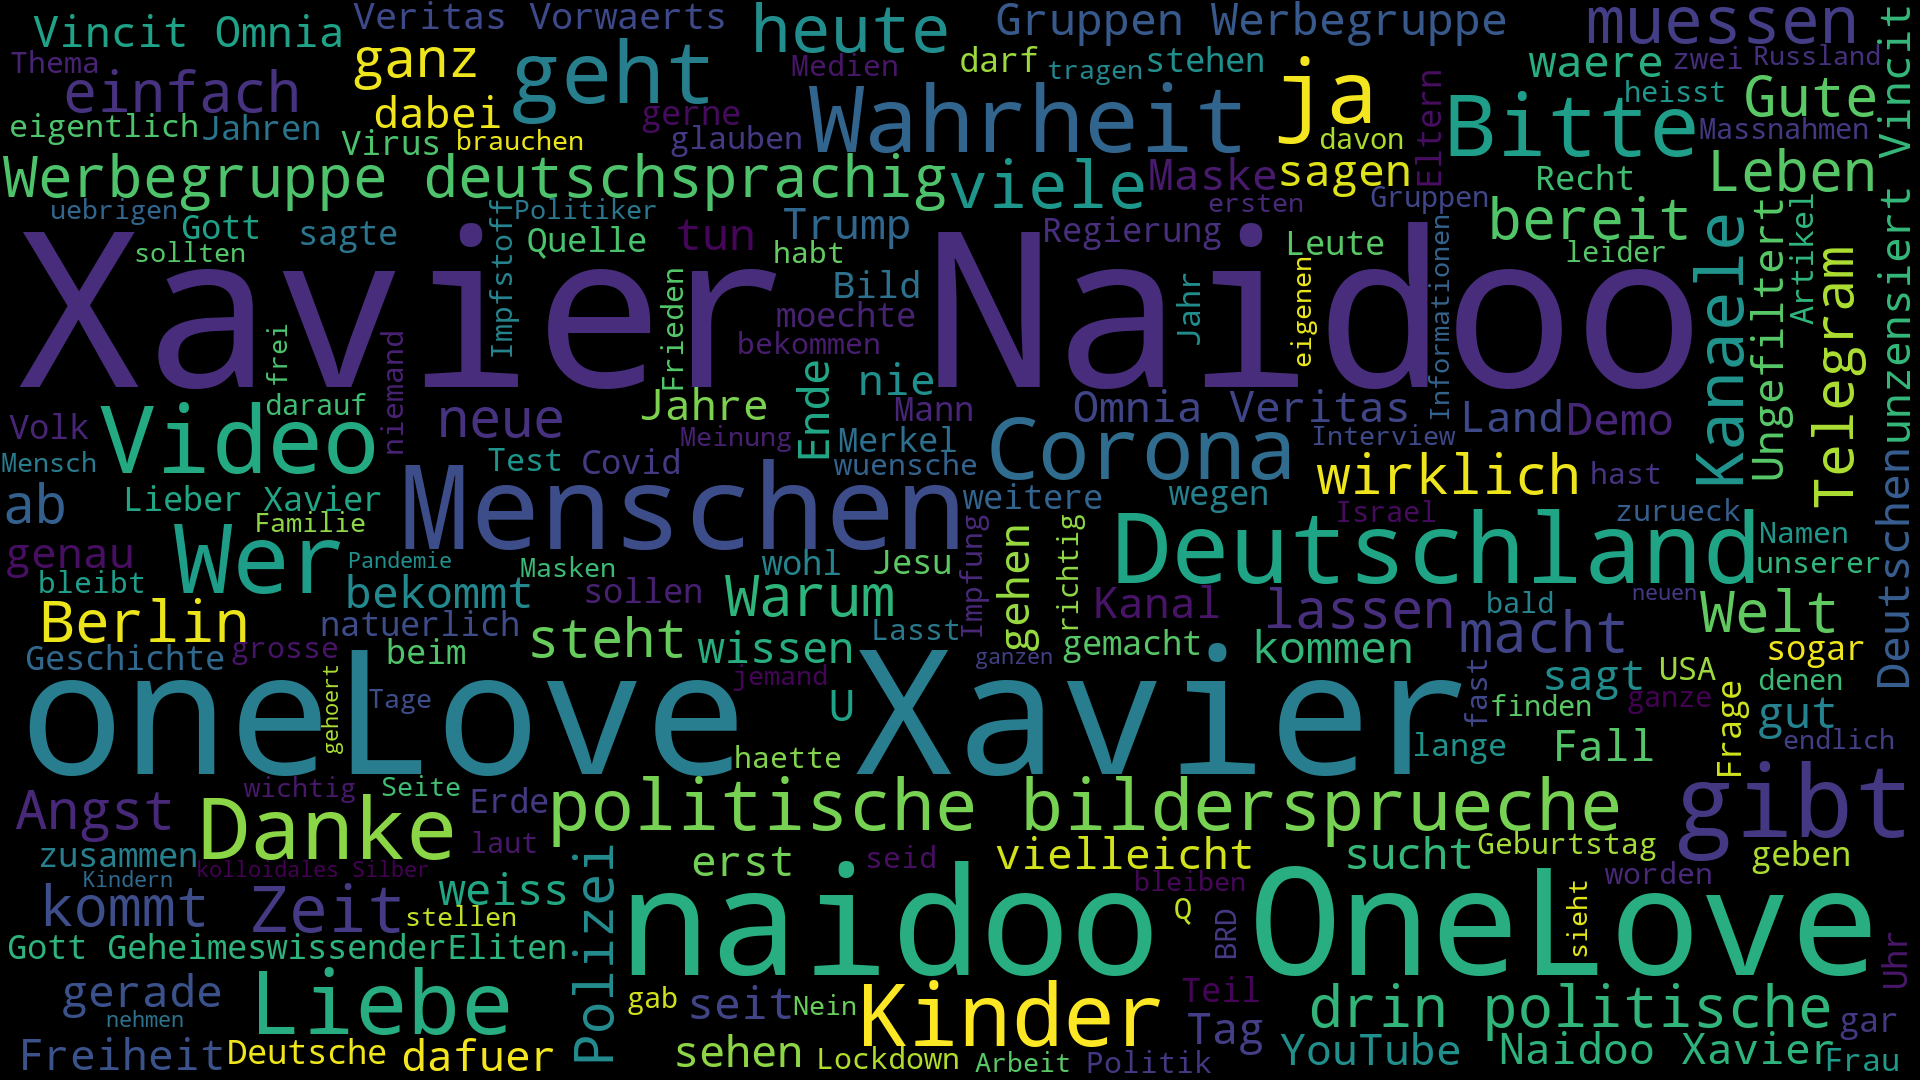 Vincit Omnia
Veritas Vorwaerts
heute
Gruppen Werbegruppe
muessen
Thema
ganz
geht
Medien
darf
tragen
stehen
ja
waere
zwei
Russland
einfach
dabei
gerne
Wahrheit
heisst
Gute
eigentlich
Jahren
Virus
brauchen
glauben
davon
Bitte
Massnahmen
Eltern
Werbegruppe deutschsprachig
viele
Maske
sagen
Recht
Leben
uebrigen
Gott
sagte
Impfstoff
Politiker
Quelle
tun
Trump
habt
Regierung
ersten
Leute
Gruppen
bereit
leider
sollten
Xavier Naidoo
Kanaele
Ungefiltert
Artikel
Telegram
Deutschenunzensiert Vincit
frei
niemand
Frieden
Bild
moechte
bekommen
Jahr
eigenen
Informationen
Volk
Video
darauf
neue
Jahre
Meinung
Ende
nie
Mann
Merkel
wuensche
Omnia Veritas
Land
Demo
Interview
Corona
wirklich
hast
Mensch
Test
Covid
ab
Lieber Xavier
Menschen
weitere
wegen
Israel
zurueck
Familie
genau
Wer
Pandemie
Masken
wohl
Jesu
Impfung
gehen
richtig
Deutschland
Namen
unserer
bleibt
bekommt
sollen
Warum
Kanal
lassen
bald
neuen
Welt
Berlin
natuerlich
steht
wissen
Lasst
gemacht
kommen
macht
sogar
Geschichte
grosse
beim
jemand
ganzen
sagt
USA
denen
oneLove Xavier
gehoert
Tage
U
fast
finden
ganze
Frage
gut
haette
lange
Fall
endlich
wichtig
Seite
Angst
Danke
Erde
politische bildersprueche
gibt
laut
zusammen
kolloidales Silber
Kindern
erst
seid
vielleicht
sucht
Geburtstag
geben
kommt
Zeit
weiss
stellen
Polizei
bleiben
worden
Q
BRD
sieht
naidoo OneLove
Gott GeheimeswissenderEliten
Uhr
gerade
Liebe
nehmen
gab
seit
Nein
Kinder
Teil
Tag
drin politische
gar
Freiheit
Deutsche
dafuer
sehen
Lockdown
Arbeit
Politik
YouTube
Naidoo Xavier
Frau